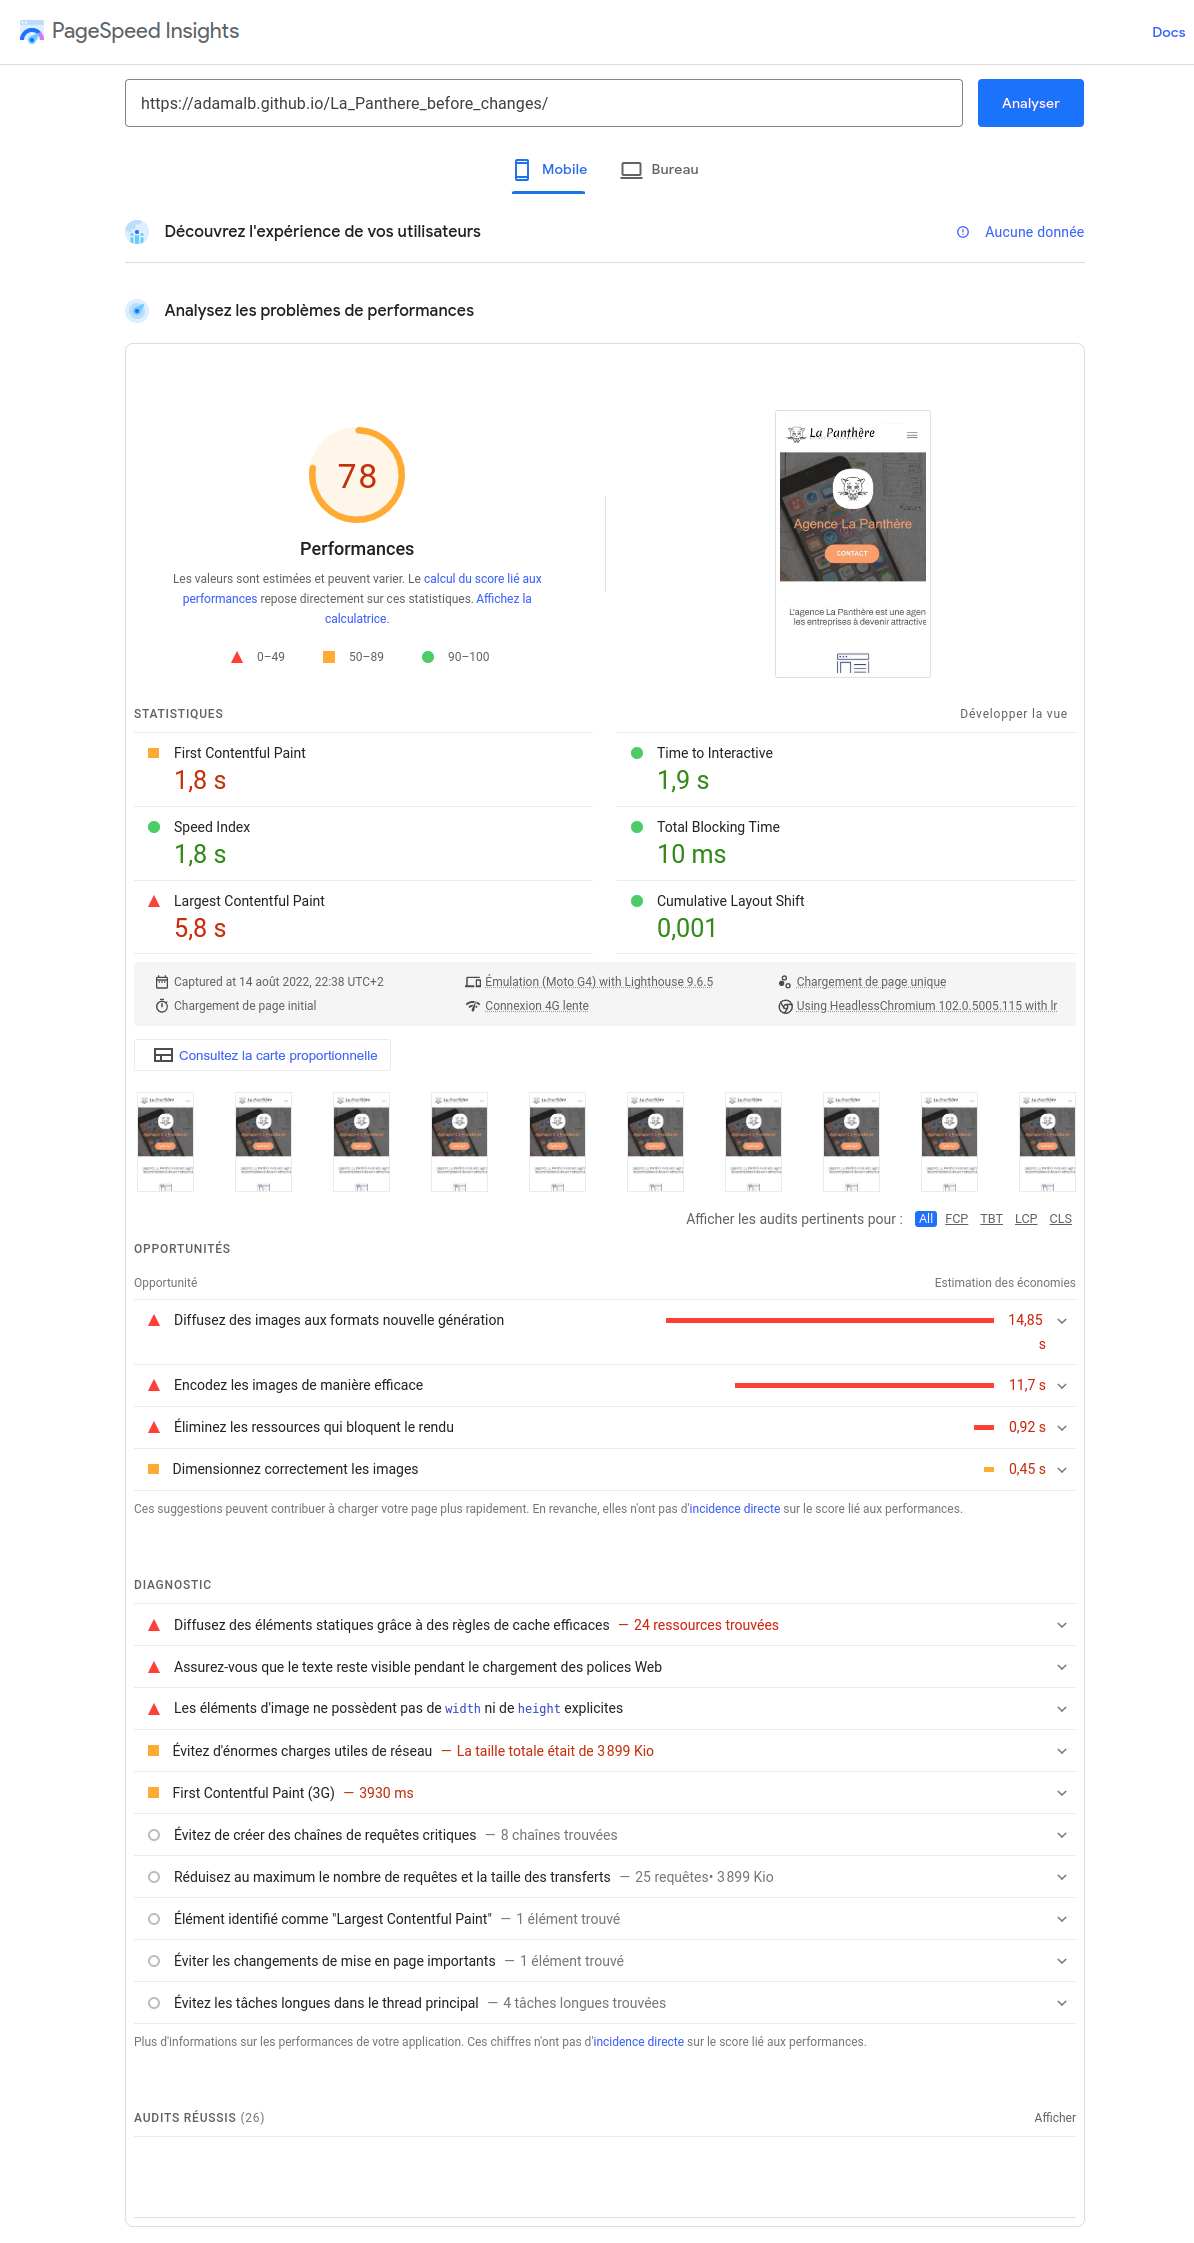 PageSpeed Insights
Docs
https://adamalb.github.io/La_Panthere_before_changes/
Analyser
Mobile
Bureau
Découvrez l'expérience de vos utilisateurs
Aucune donnée
Analysez les problèmes de performances
78
Performances
Les valeurs sont estimées et peuvent varier. Le calcul du score lié aux
performances repose directement sur ces statistiques. Affichez la
calculatrice.
0–49
50–89
90–100
La Panthère
Agence La Panthère
CONTACT
L'agence La Panthère est une agen
les entreprises à devenir attractive
STATISTIQUES
Développer la vue
First Contentful Paint
1,8 s
Time to Interactive
1,9 s
Speed Index
1,8 s
Total Blocking Time
10 ms
Largest Contentful Paint
5,8 s
Cumulative Layout Shift
0,001
Captured at 14 août 2022, 22:38 UTC+2
Émulation (Moto G4) with Lighthouse 9.6.5
Chargement de page unique
Chargement de page initial
Connexion 4G lente
Using HeadlessChromium 102.0.5005.115 with lr
Consultez la carte proportionnelle
Afficher les audits pertinents pour : All FCP TBT LCP CLS
OPPORTUNITÉS
Opportunité
Estimation des économies
Diffusez des images aux formats nouvelle génération
14,85
s
Encodez les images de manière efficace
11,7 s
Éliminez les ressources qui bloquent le rendu
0,92 s
Dimensionnez correctement les images
0,45 s
Ces suggestions peuvent contribuer à charger votre page plus rapidement. En revanche, elles n'ont pas d'incidence directe sur le score lié aux performances.
DIAGNOSTIC
Diffusez des éléments statiques grâce à des règles de cache efficaces — 24 ressources trouvées
Assurez-vous que le texte reste visible pendant le chargement des polices Web
Les éléments d'image ne possèdent pas de width ni de height explicites
Évitez d'énormes charges utiles de réseau — La taille totale était de 3 899 Kio
First Contentful Paint (3G) — 3930 ms
Évitez de créer des chaînes de requêtes critiques — 8 chaînes trouvées
Réduisez au maximum le nombre de requêtes et la taille des transferts — 25 requêtes• 3 899 Kio
Élément identifié comme "Largest Contentful Paint" — 1 élément trouvé
Éviter les changements de mise en page importants — 1 élément trouvé
Évitez les tâches longues dans le thread principal — 4 tâches longues trouvées
Plus d'informations sur les performances de votre application. Ces chiffres n'ont pas d'incidence directe sur le score lié aux performances.
AUDITS RÉUSSIS (26)
Afficher